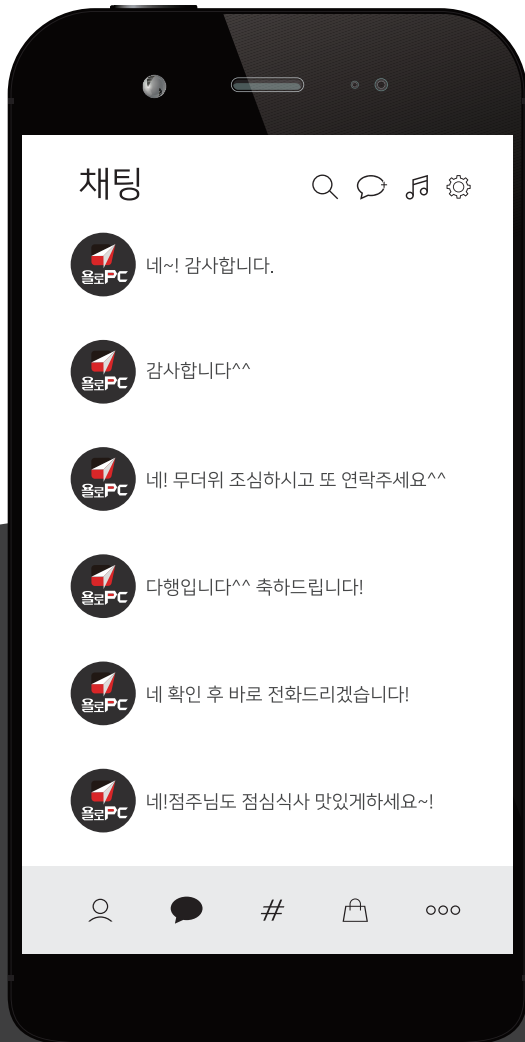 채팅
욜로PC
네~! 감사합니다.
욜로PC
감사합니다^^
욜로PC
네! 무더위 조심하시고 또 연락주세요^^
욜로PC
다행입니다^^ 축하드립니다!
욜로PC
네 확인 후 바로 전화드리겠습니다!
욜로PC
네!점주님도 점심식사 맛있게하세요~!
#